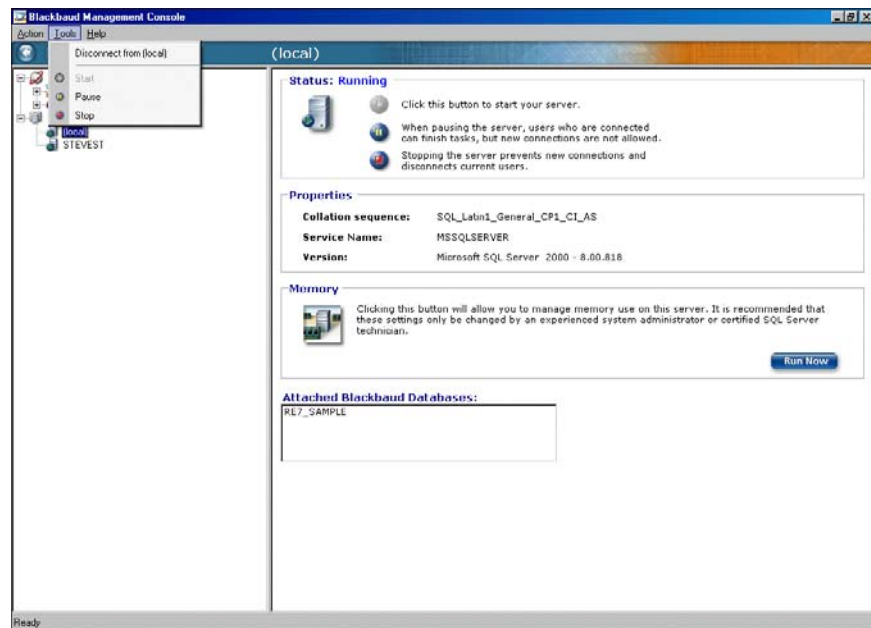 Blackbaud Management Console
Action Tools Help
Disconnect from (local)
Start
Pause
Stop
(local)
STEVEST
(local)
Status: Running
Click this button to start your server.
When pausing the server, users who are connected
can finish tasks, but new connections are not allowed.
Stopping the server prevents new connections and
disconnects current users.
Properties
Collation sequence: SQL_Latin1_General_CP1_CI_AS
Service Name: MSSQLSERVER
Version: Microsoft SQL Server 2000 - 8.00.818
Memory
Clicking this button will allow you to manage memory use on this server. It is recommended that
these settings only be changed by an experienced system administrator or certified SQL Server
technician.
Run Now
Attached Blackbaud Databases:
RE7_SAMPLE
Ready